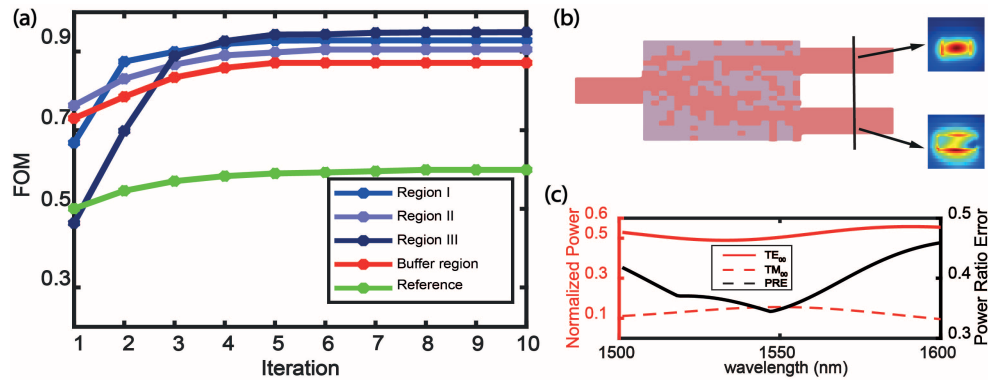 (a)
FOM
0.9
0.7
0.5
0.3
1 2 3 4 5 6 7 8 9 10
Iteration
Region I
Region II
Region III
Buffer region
Reference
(b)
(c)
Normalized Power
0.6
0.5
0.3
0.1
TE₀₀
TM₀₀
PRE
0.5
0.4
0.3
Power Ratio Error
1500 1550 1600
wavelength (nm)